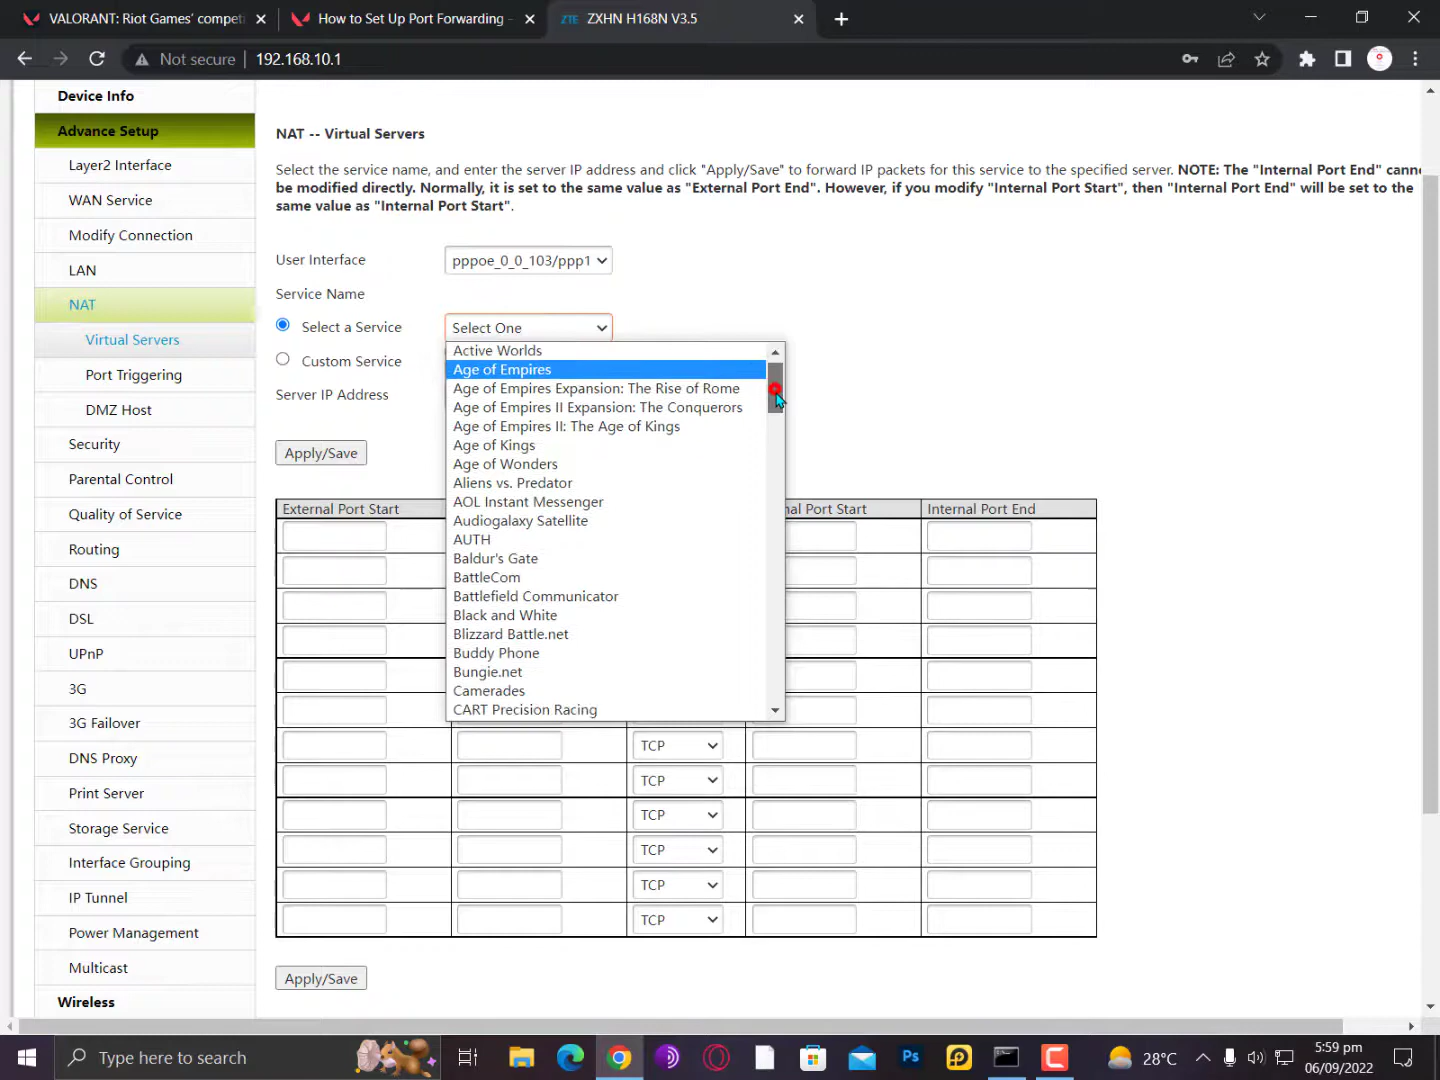 VALORANT: Riot Games' competi
How to Set Up Port Forwarding -
ZTE ZXHN H168N V3.5
Not secure 192.168.10.1
Device Info
Advance Setup
Layer2 Interface
WAN Service
Modify Connection
LAN
NAT
Virtual Servers
Port Triggering
DMZ Host
Security
Parental Control
Quality of Service
Routing
DNS
DSL
UPnP
3G
3G Failover
DNS Proxy
Print Server
Storage Service
Interface Grouping
IP Tunnel
Power Management
Multicast
Wireless
NAT -- Virtual Servers
Select the service name, and enter the server IP address and click "Apply/Save" to forward IP packets for this service to the specified server. NOTE: The "Internal Port End" canno
be modified directly. Normally, it is set to the same value as "External Port End". However, if you modify "Internal Port Start", then "Internal Port End" will be set to the
same value as "Internal Port Start".
User Interface pppoe_0_0_103/ppp1
Service Name
Select a Service Select One
Custom Service
Server IP Address
Active Worlds
Age of Empires
Age of Empires Expansion: The Rise of Rome
Age of Empires II Expansion: The Conquerors
Age of Empires II: The Age of Kings
Age of Kings
Age of Wonders
Aliens vs. Predator
AOL Instant Messenger
Audiogalaxy Satellite
AUTH
Baldur's Gate
BattleCom
Battlefield Communicator
Black and White
Blizzard Battle.net
Buddy Phone
Bungie.net
Camerades
CART Precision Racing
Apply/Save
External Port Start nal Port Start Internal Port End
TCP
TCP
TCP
TCP
TCP
TCP
Apply/Save
Type here to search
Ps
28°C
5:59 pm
06/09/2022